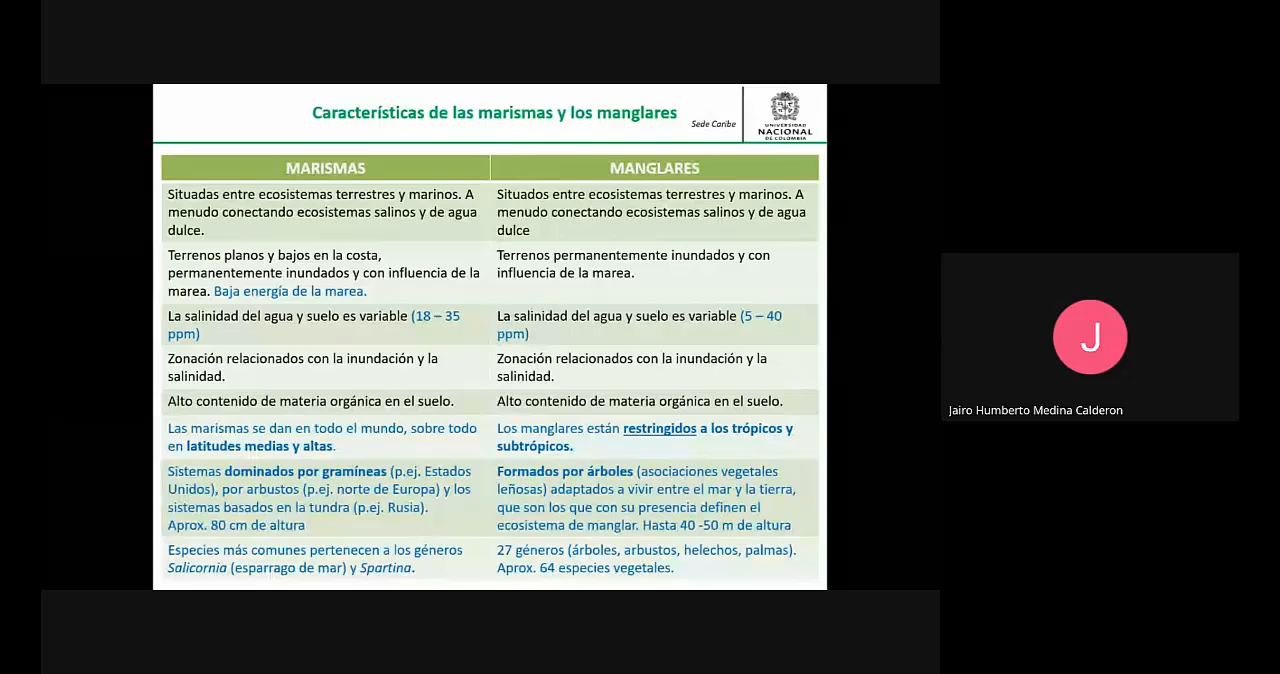 Características de las marismas y los manglares
Sede Caribe
UNIVERSIDAD
NACIONAL
DE COLOMBIA
MARISMAS
MANGLARES
Situadas entre ecosistemas terrestres y marinos. A
menudo conectando ecosistemas salinos y de agua
dulce.
Situados entre ecosistemas terrestres y marinos. A
menudo conectando ecosistemas salinos y de agua
dulce
Terrenos planos y bajos en la costa,
permanentemente inundados y con influencia de la
marea. Baja energía de la marea.
Terrenos permanentemente inundados y con
influencia de la marea.
La salinidad del agua y suelo es variable (18 – 35
ppm)
La salinidad del agua y suelo es variable (5 – 40
ppm)
Zonación relacionados con la inundación y la
salinidad.
Zonación relacionados con la inundación y la
salinidad.
Alto contenido de materia orgánica en el suelo.
Alto contenido de materia orgánica en el suelo.
Las marismas se dan en todo el mundo, sobre todo
en latitudes medias y altas.
Los manglares están restringidos a los trópicos y
subtrópicos.
Sistemas dominados por gramíneas (p.ej. Estados
Unidos), por arbustos (p.ej. norte de Europa) y los
sistemas basados en la tundra (p.ej. Rusia).
Aprox. 80 cm de altura
Formados por árboles (asociaciones vegetales
leñosas) adaptados a vivir entre el mar y la tierra,
que son los que con su presencia definen el
ecosistema de manglar. Hasta 40 -50 m de altura
Especies más comunes pertenecen a los géneros
Salicornia (esparrago de mar) y Spartina.
27 géneros (árboles, arbustos, helechos, palmas).
Aprox. 64 especies vegetales.
J
Jairo Humberto Medina Calderon